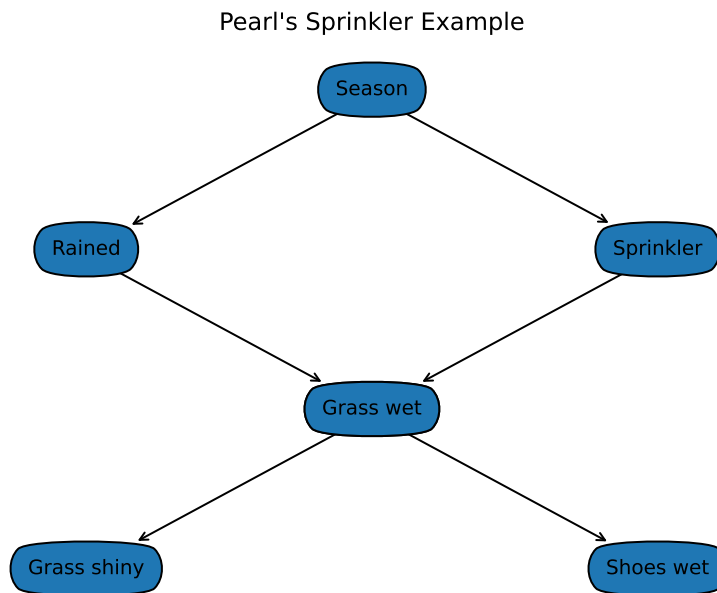 Pearl's Sprinkler Example
Season
Rained
Sprinkler
Grass wet
Grass shiny
Shoes wet